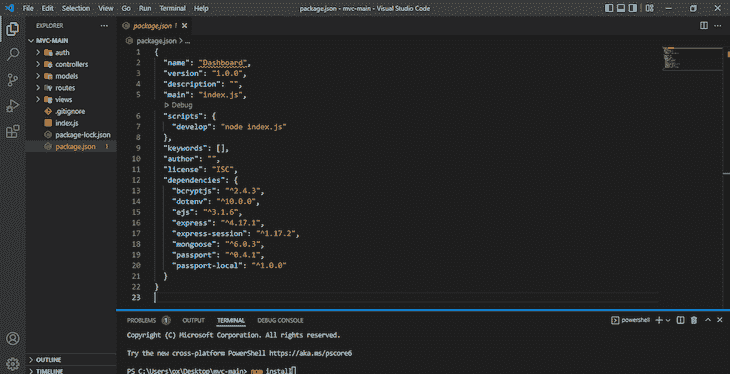 File Edit Selection View Go Run Terminal Help
package.json - mvc-main - Visual Studio Code
EXPLORER
MVC-MAIN
auth
controllers
models
routes
views
.gitignore
index.js
package-lock.json
package.json 1
OUTLINE
TIMELINE
package.json 1
package.json > ...
1 {
2 "name": "Dashboard",
3 "version": "1.0.0",
4 "description": "",
5 "main": "index.js",
Debug
6 "scripts": {
7 "develop": "node index.js"
8 },
9 "keywords": [],
10 "author": "",
11 "license": "ISC",
12 "dependencies": {
13 "bcryptjs": "^2.4.3",
14 "dotenv": "^10.0.0",
15 "ejs": "^3.1.6",
16 "express": "^4.17.1",
17 "express-session": "^1.17.2",
18 "mongoose": "^6.0.3",
19 "passport": "^0.4.1",
20 "passport-local": "^1.0.0"
21 }
22 }
23
PROBLEMS 1 OUTPUT TERMINAL DEBUG CONSOLE
powershell
Copyright (C) Microsoft Corporation. All rights reserved.
Try the new cross-platform PowerShell https://aka.ms/pscore6
PS C:\Users\ox\Desktop\mvc-main> npm install